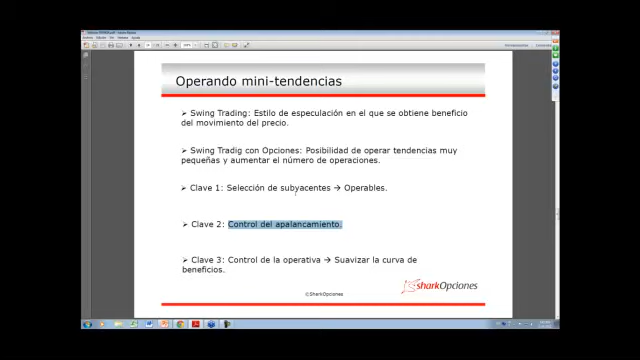 Operando mini-tendencias
➤ Swing Trading: Estilo de especulación en el que se obtiene beneficio
del movimiento del precio.
➤ Swing Tradig con Opciones: Posibilidad de operar tendencias muy
pequeñas y aumentar el número de operaciones.
➤ Clave 1: Selección de subyacentes → Operables.
➤ Clave 2: Control del apalancamiento.
➤ Clave 3: Control de la operativa → Suavizar la curva de
beneficios.
sharkOpciones
©SharkOpciones